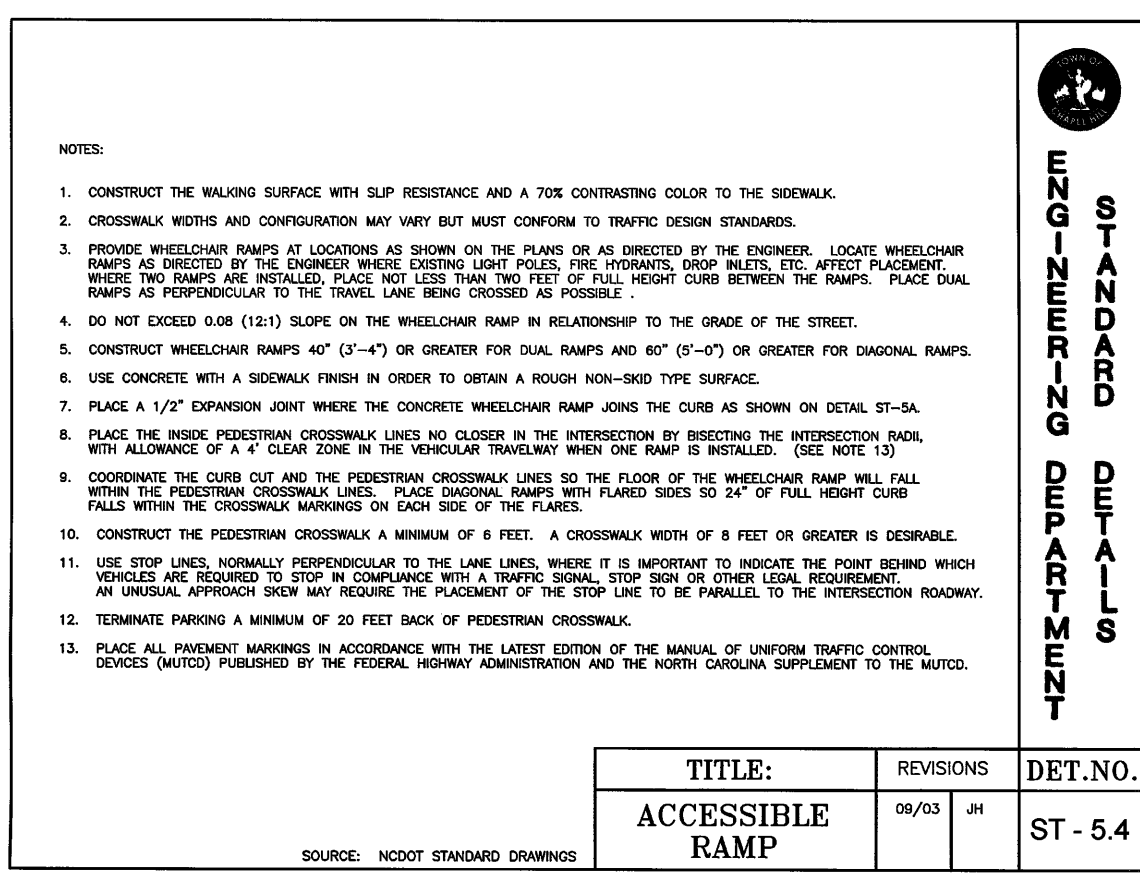 NOTES:
1. CONSTRUCT THE WALKING SURFACE WITH SLIP RESISTANCE AND A 70% CONTRASTING COLOR TO THE SIDEWALK.
2. CROSSWALK WIDTHS AND CONFIGURATION MAY VARY BUT MUST CONFORM TO TRAFFIC DESIGN STANDARDS.
3. PROVIDE WHEELCHAIR RAMPS AT LOCATIONS AS SHOWN ON THE PLANS OR AS DIRECTED BY THE ENGINEER. LOCATE WHEELCHAIR
RAMPS AS DIRECTED BY THE ENGINEER WHERE EXISTING LIGHT POLES, FIRE HYDRANTS, DROP INLETS, ETC. AFFECT PLACEMENT.
WHERE TWO RAMPS ARE INSTALLED, PLACE NOT LESS THAN TWO FEET OF FULL HEIGHT CURB BETWEEN THE RAMPS. PLACE DUAL
RAMPS AS PERPENDICULAR TO THE TRAVEL LANE BEING CROSSED AS POSSIBLE .
4. DO NOT EXCEED 0.08 (12:1) SLOPE ON THE WHEELCHAIR RAMP IN RELATIONSHIP TO THE GRADE OF THE STREET.
5. CONSTRUCT WHEELCHAIR RAMPS 40" (3'-4") OR GREATER FOR DUAL RAMPS AND 60" (5'-0") OR GREATER FOR DIAGONAL RAMPS.
6. USE CONCRETE WITH A SIDEWALK FINISH IN ORDER TO OBTAIN A ROUGH NON-SKID TYPE SURFACE.
7. PLACE A 1/2" EXPANSION JOINT WHERE THE CONCRETE WHEELCHAIR RAMP JOINS THE CURB AS SHOWN ON DETAIL ST-5A.
8. PLACE THE INSIDE PEDESTRIAN CROSSWALK LINES NO CLOSER IN THE INTERSECTION BY BISECTING THE INTERSECTION RADII,
WITH ALLOWANCE OF A 4' CLEAR ZONE IN THE VEHICULAR TRAVELWAY WHEN ONE RAMP IS INSTALLED. (SEE NOTE 13)
9. COORDINATE THE CURB CUT AND THE PEDESTRIAN CROSSWALK LINES SO THE FLOOR OF THE WHEELCHAIR RAMP WILL FALL
WITHIN THE PEDESTRIAN CROSSWALK LINES. PLACE DIAGONAL RAMPS WITH FLARED SIDES SO 24" OF FULL HEIGHT CURB
FALLS WITHIN THE CROSSWALK MARKINGS ON EACH SIDE OF THE FLARES.
10. CONSTRUCT THE PEDESTRIAN CROSSWALK A MINIMUM OF 6 FEET. A CROSSWALK WIDTH OF 8 FEET OR GREATER IS DESIRABLE.
11. USE STOP LINES, NORMALLY PERPENDICULAR TO THE LANE LINES, WHERE IT IS IMPORTANT TO INDICATE THE POINT BEHIND WHICH
VEHICLES ARE REQUIRED TO STOP IN COMPLIANCE WITH A TRAFFIC SIGNAL, STOP SIGN OR OTHER LEGAL REQUIREMENT.
AN UNUSUAL APPROACH SKEW MAY REQUIRE THE PLACEMENT OF THE STOP LINE TO BE PARALLEL TO THE INTERSECTION ROADWAY.
12. TERMINATE PARKING A MINIMUM OF 20 FEET BACK OF PEDESTRIAN CROSSWALK.
13. PLACE ALL PAVEMENT MARKINGS IN ACCORDANCE WITH THE LATEST EDITION OF THE MANUAL OF UNIFORM TRAFFIC CONTROL
DEVICES (MUTCD) PUBLISHED BY THE FEDERAL HIGHWAY ADMINISTRATION AND THE NORTH CAROLINA SUPPLEMENT TO THE MUTCD.
SOURCE: NCDOT STANDARD DRAWINGS
TITLE:
ACCESSIBLE
RAMP
REVISIONS
09/03 JH
TOWN OF
CHAPEL HILL
ENGINEERING DEPARTMENT
STANDARD DETAILS
DET.NO.
ST - 5.4